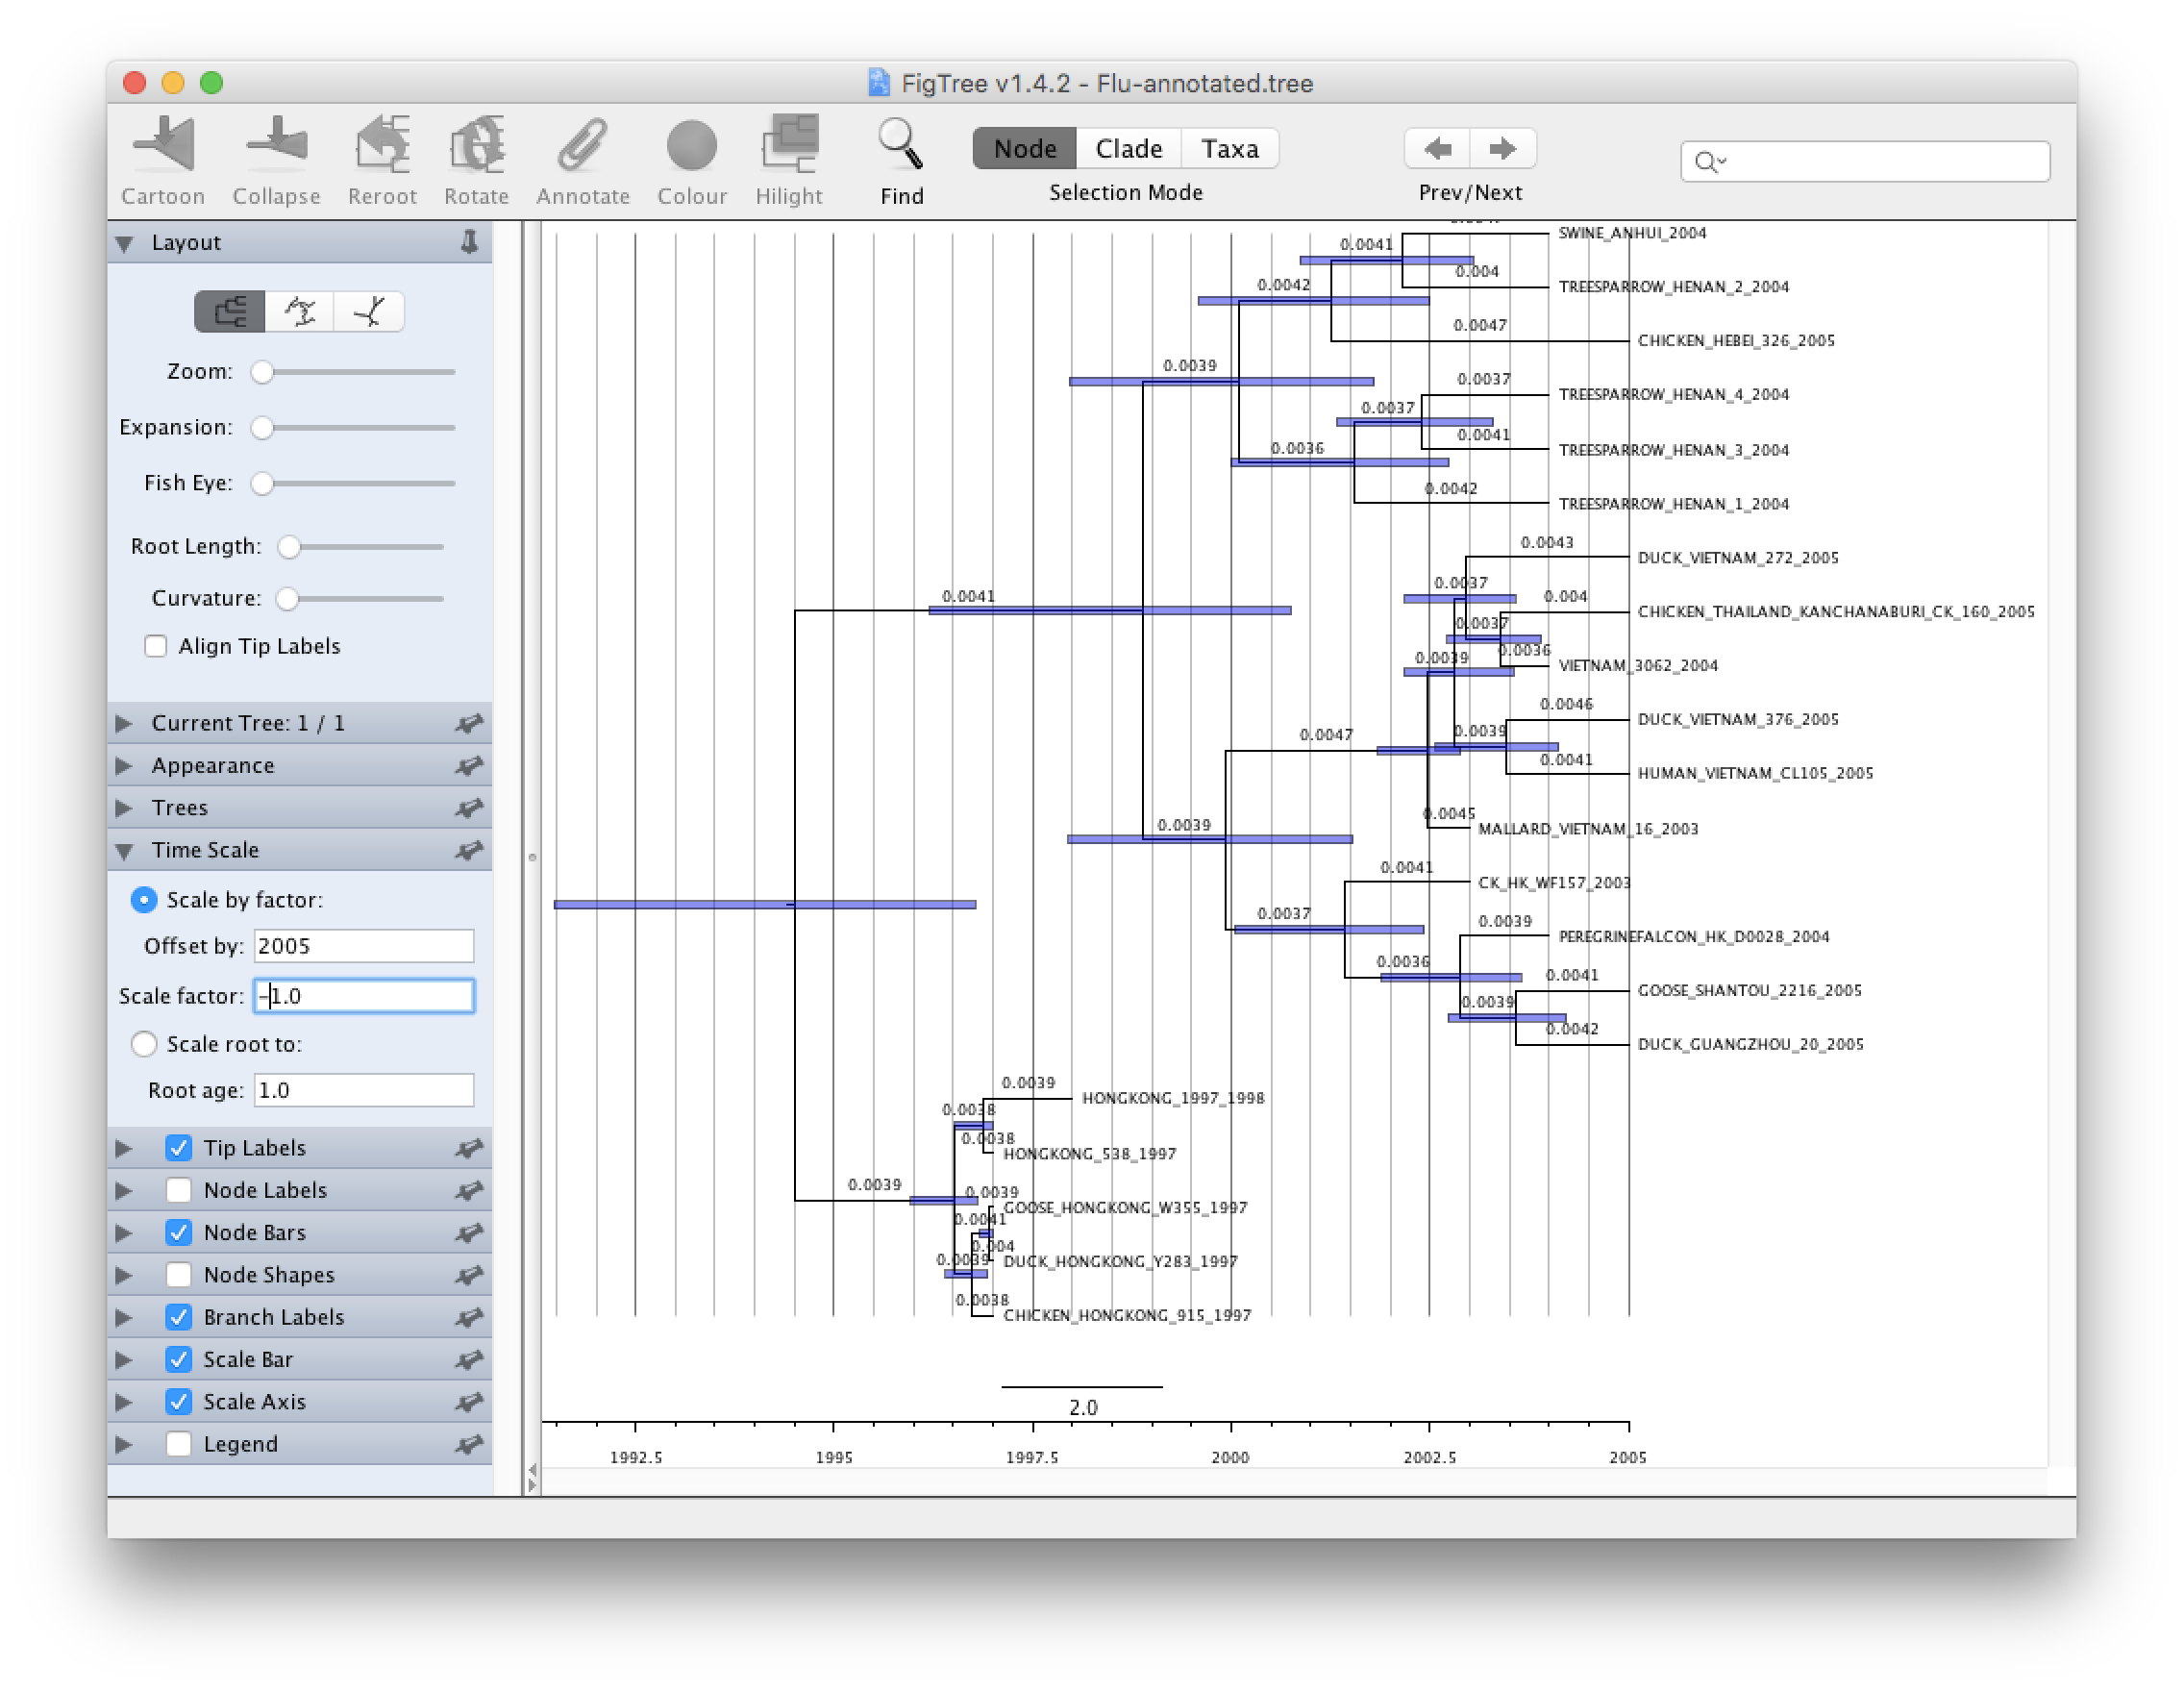 FigTree v1.4.2 - Flu-annotated.tree
Cartoon Collapse Reroot Rotate Annotate Colour Hilight Find
Node Clade Taxa
Selection Mode
Prev/Next
Layout
Zoom:
Expansion:
Fish Eye:
Root Length:
Curvature:
Align Tip Labels
Current Tree: 1 / 1
Appearance
Trees
Time Scale
Scale by factor:
Offset by: 2005
Scale factor: -1.0
Scale root to:
Root age: 1.0
Tip Labels
Node Labels
Node Bars
Node Shapes
Branch Labels
Scale Bar
Scale Axis
Legend
SWINE_ANHUI_2004
0.0041
0.004
TREESPARROW_HENAN_2_2004
0.0042
0.0047
CHICKEN_HEBEI_326_2005
0.0039
0.0037
TREESPARROW_HENAN_4_2004
0.0037
0.0041
TREESPARROW_HENAN_3_2004
0.0036
0.0042
TREESPARROW_HENAN_1_2004
0.0043
DUCK_VIETNAM_272_2005
0.0037
0.004
0.0041
CHICKEN_THAILAND_KANCHANABURI_CK_160_2005
0.0037
0.0036
0.0039
VIETNAM_3062_2004
0.0046
DUCK_VIETNAM_376_2005
0.0047
0.0039
0.0041
HUMAN_VIETNAM_CL105_2005
0.0045
0.0039
MALLARD_VIETNAM_16_2003
0.0041
CK_HK_WF157_2003
0.0037
0.0039
PEREGRINEFALCON_HK_D0028_2004
0.0036
0.0041
GOOSE_SHANTOU_2216_2005
0.0039
0.0042
DUCK_GUANGZHOU_20_2005
0.0039
HONGKONG_1997_1998
0.0038
0.0038
HONGKONG_538_1997
0.0039
0.0039
GOOSE_HONGKONG_W355_1997
0.0041
0.004
0.0039
DUCK_HONGKONG_Y283_1997
0.0038
CHICKEN_HONGKONG_915_1997
2.0
1992.5 1995 1997.5 2000 2002.5 2005